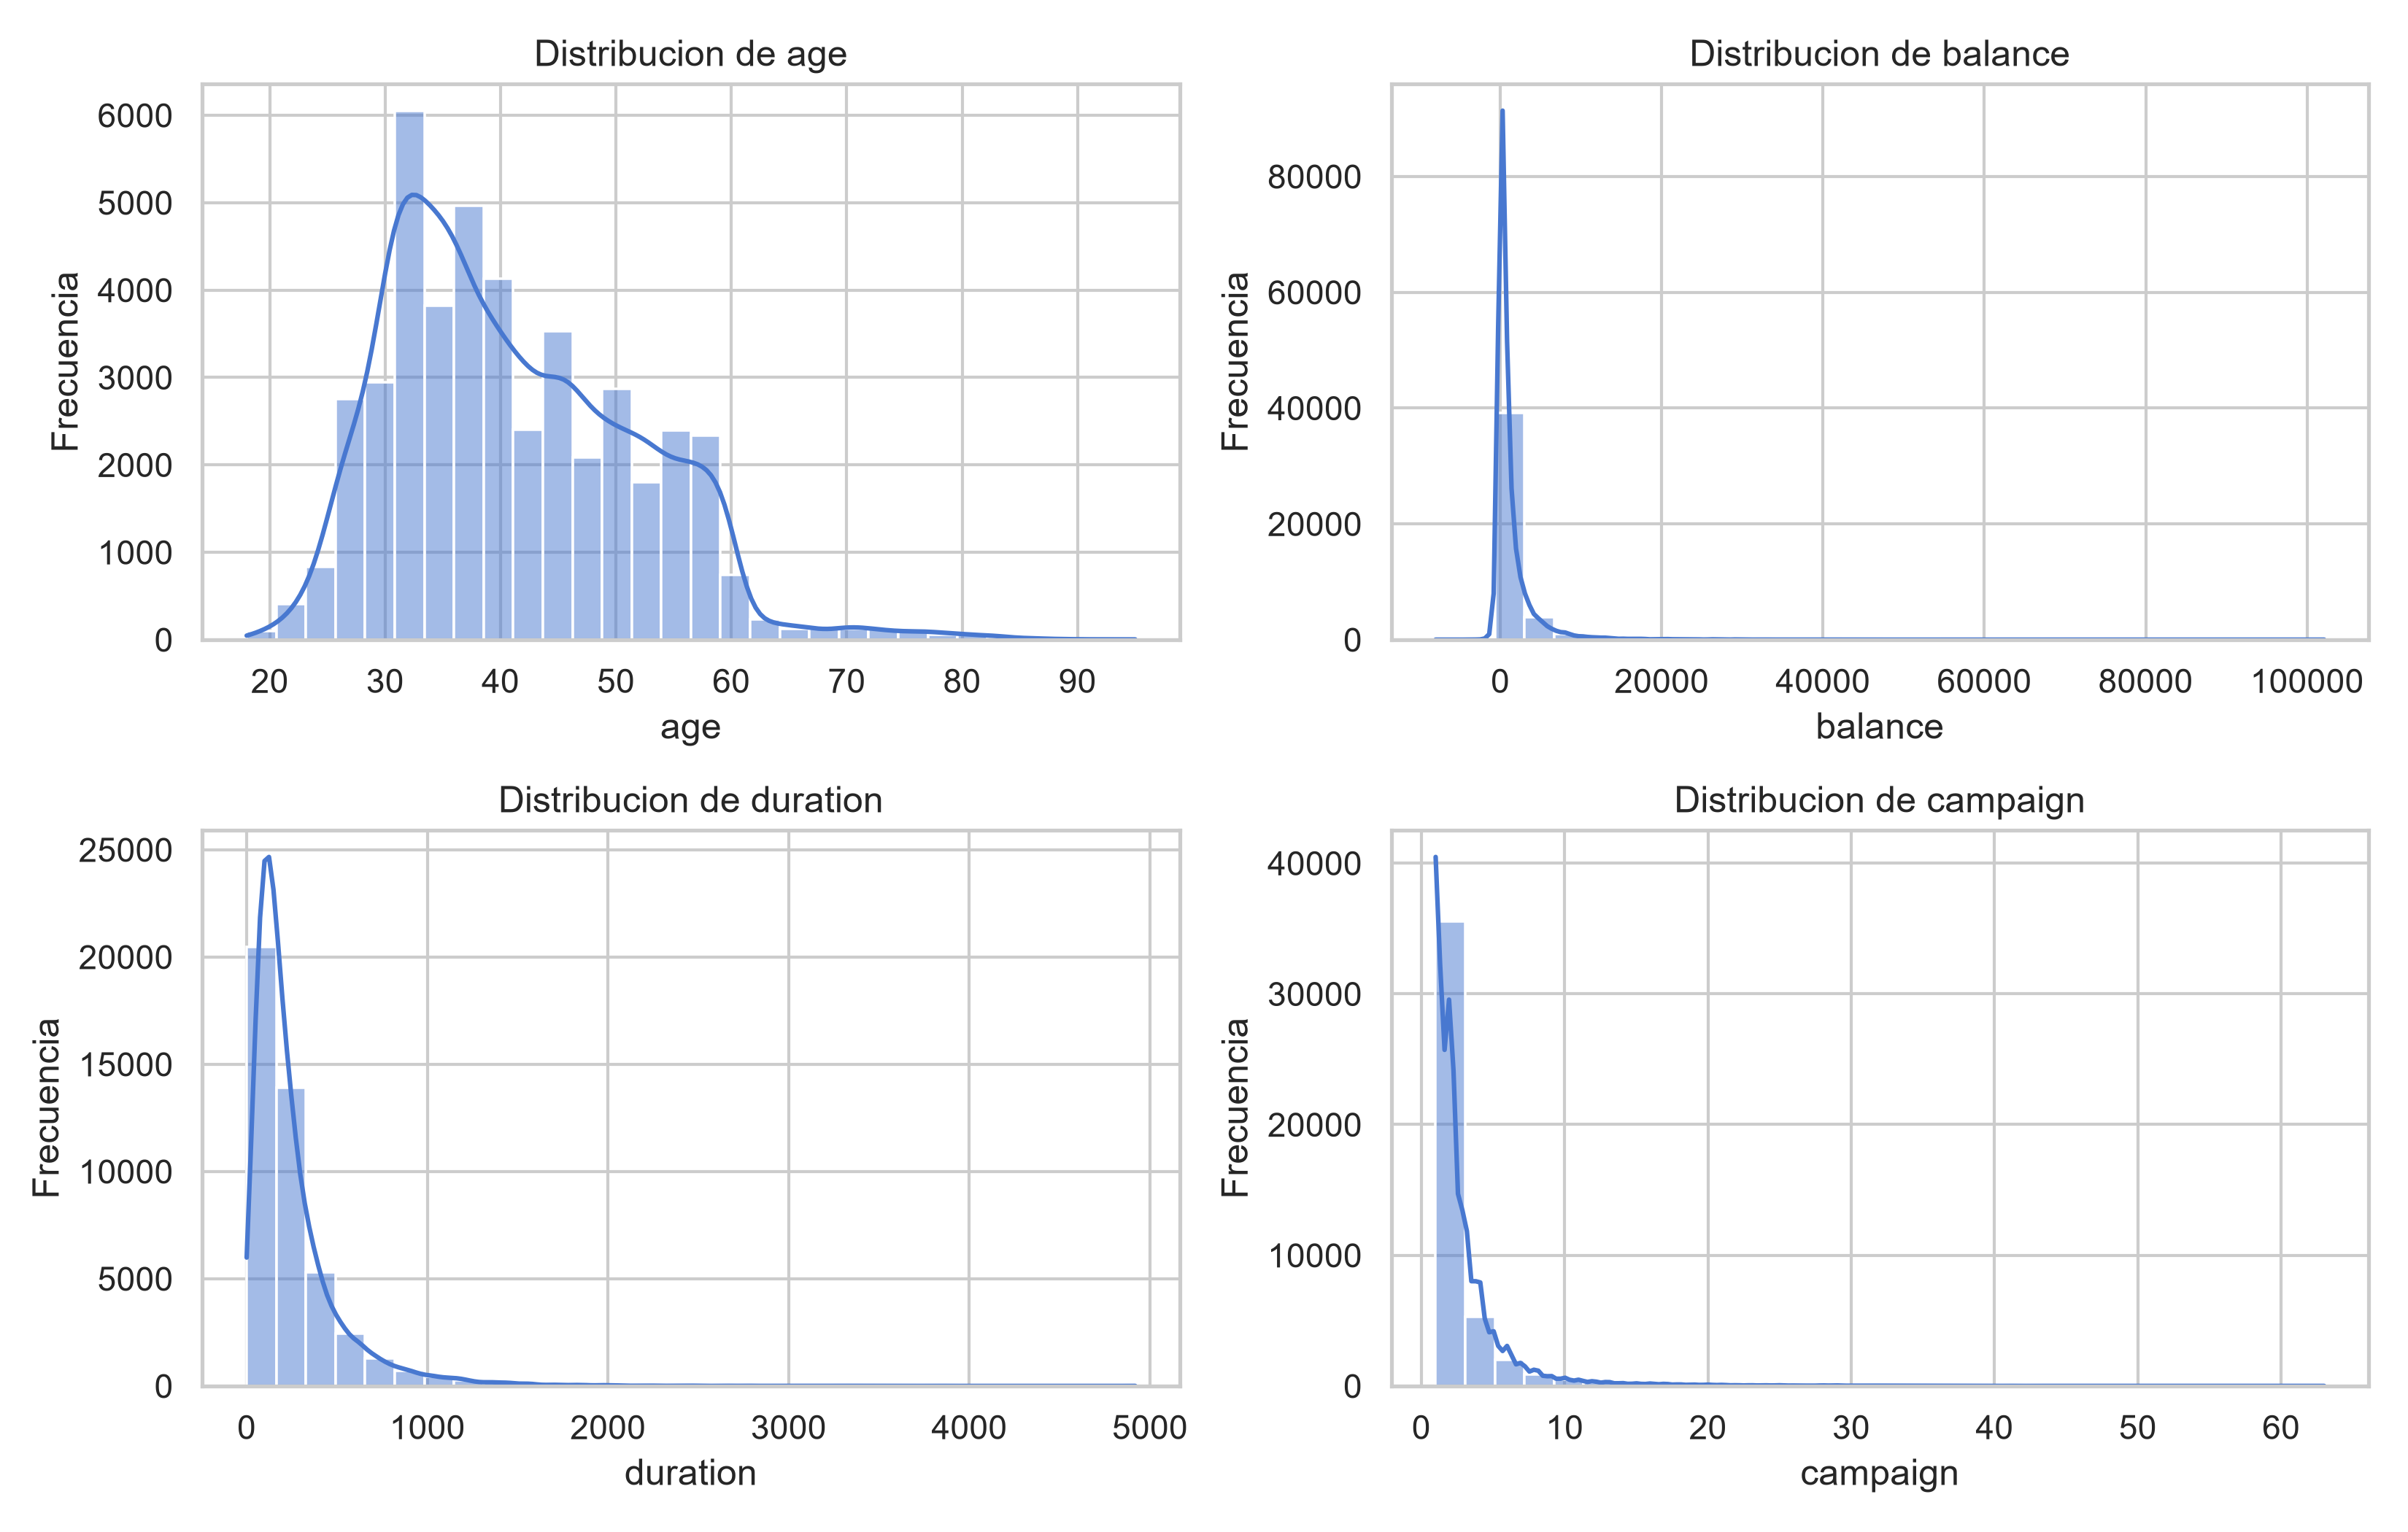 Distribucion de age
6000
5000
4000
3000
2000
1000
0
Frecuencia
20 30 40 50 60 70 80 90
age
Distribucion de balance
80000
60000
40000
20000
0
Frecuencia
0 20000 40000 60000 80000 100000
balance
Distribucion de duration
25000
20000
15000
10000
5000
0
Frecuencia
0 1000 2000 3000 4000 5000
duration
Distribucion de campaign
40000
30000
20000
10000
0
Frecuencia
0 10 20 30 40 50 60
campaign